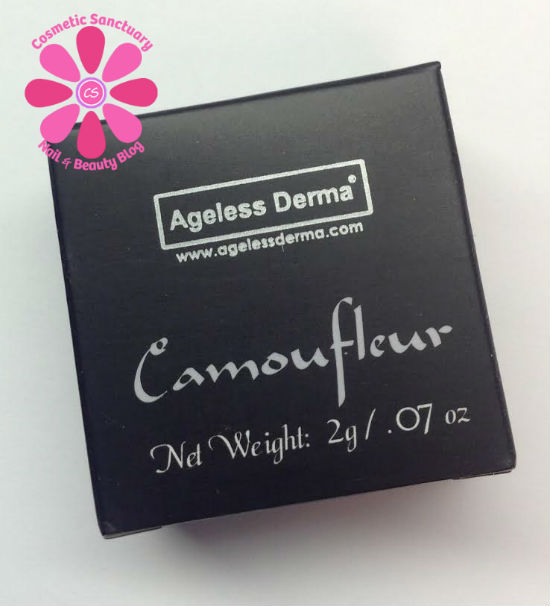 Cosmetic Sanctuary
CS
Nail & Beauty Blog
Ageless Derma®
www.agelessderma.com
Camoufleur
Net Weight: 2g / .07 oz